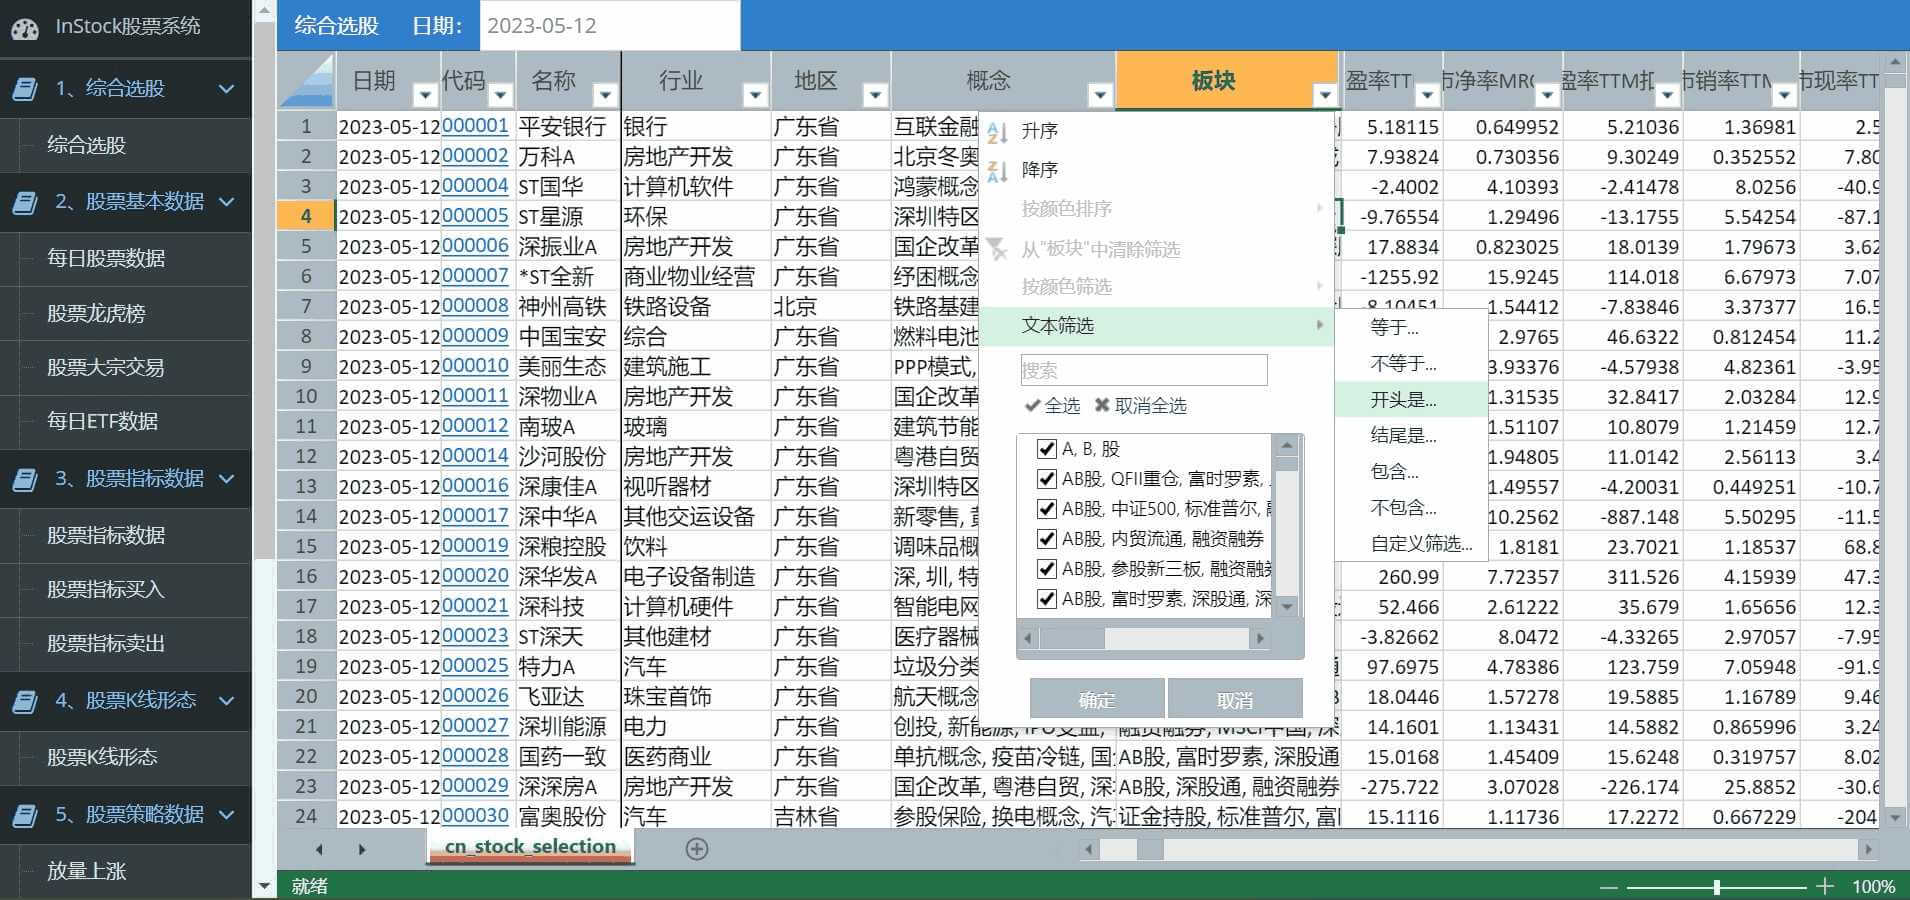 InStock股票系统
1、综合选股
综合选股
2、股票基本数据
每日股票数据
股票龙虎榜
股票大宗交易
每日ETF数据
3、股票指标数据
股票指标数据
股票指标买入
股票指标卖出
4、股票K线形态
股票K线形态
5、股票策略数据
放量上涨
综合选股 日期： 2023-05-12
日期 代码 名称 行业 地区 概念 板块 盈率TT 市净率MR 盈率TTM扣 市销率TTM 市现率TT
1 2023-05-12 000001 平安银行 银行 广东省 互联金融 5.18115 0.649952 5.21036 1.36981 2.5
2 2023-05-12 000002 万科A 房地产开发 广东省 北京冬奥 7.93824 0.730356 9.30249 0.352552 7.80
3 2023-05-12 000004 ST国华 计算机软件 广东省 鸿蒙概念 -2.4002 4.10393 -2.41478 8.0256 -40.9
4 2023-05-12 000005 ST星源 环保 广东省 深圳特区 -9.76554 1.29496 -13.1755 5.54254 -87.1
5 2023-05-12 000006 深振业A 房地产开发 广东省 国企改革 17.8834 0.823025 18.0139 1.79673 3.62
6 2023-05-12 000007 *ST全新 商业物业经营 广东省 纾困概念 -1255.92 15.9245 114.018 6.67973 7.07
7 2023-05-12 000008 神州高铁 铁路设备 北京 铁路基建 -8.10451 1.54412 -7.83846 3.37377 16.5
8 2023-05-12 000009 中国宝安 综合 广东省 燃料电池 2.9765 46.6322 0.812454 11.2
9 2023-05-12 000010 美丽生态 建筑施工 广东省 PPP模式, 3.93376 -4.57938 4.82361 -3.95
10 2023-05-12 000011 深物业A 房地产开发 广东省 国企改革 1.31535 32.8417 2.03284 12.9
11 2023-05-12 000012 南玻A 玻璃 广东省 建筑节能 1.51107 10.8079 1.21459 12.7
12 2023-05-12 000014 沙河股份 房地产开发 广东省 粤港自贸 1.94805 11.0142 2.56113 3.4
13 2023-05-12 000016 深康佳A 视听器材 广东省 深圳特区 1.49557 -4.20031 0.449251 -10.7
14 2023-05-12 000017 深中华A 其他交运设备 广东省 新零售, 黄 10.2562 -887.148 5.50295 -11.5
15 2023-05-12 000019 深粮控股 饮料 广东省 调味品概 1.8181 23.7021 1.18537 68.8
16 2023-05-12 000020 深华发A 电子设备制造 广东省 深, 圳, 特 260.99 7.72357 311.526 4.15939 47.3
17 2023-05-12 000021 深科技 计算机硬件 广东省 智能电网 52.466 2.61222 35.679 1.65656 12.3
18 2023-05-12 000023 ST深天 其他建材 广东省 医疗器械 -3.82662 8.0472 -4.33265 2.97057 -7.95
19 2023-05-12 000025 特力A 汽车 广东省 垃圾分类 97.6975 4.78386 123.759 7.05948 -91.9
20 2023-05-12 000026 飞亚达 珠宝首饰 广东省 航天概念 18.0446 1.57278 19.5885 1.16789 9.46
21 2023-05-12 000027 深圳能源 电力 广东省 创投, 新能源, IPO受益, 融资融券, MSCI中国, 深 14.1601 1.13431 14.5882 0.865996 3.24
22 2023-05-12 000028 国药一致 医药商业 广东省 单抗概念, 疫苗冷链, 国企 AB股, 富时罗素, 深股通 15.0168 1.45409 15.6248 0.319757 8.02
23 2023-05-12 000029 深深房A 房地产开发 广东省 国企改革, 粤港自贸, 深 AB股, 深股通, 融资融券 -275.722 3.07028 -226.174 25.8852 -30.6
24 2023-05-12 000030 富奥股份 汽车 吉林省 参股保险, 换电概念, 汽 证金持股, 标准普尔, 富 15.1116 1.11736 17.2272 0.667229 -204
升序
降序
按颜色排序
从"板块"中清除筛选
按颜色筛选
文本筛选
搜索
全选 取消全选
A, B, 股
AB股, QFII重仓, 富时罗素,
AB股, 中证500, 标准普尔, 融
AB股, 内贸流通, 融资融券
AB股, 参股新三板, 融资融券
AB股, 富时罗素, 深股通, 深
确定 取消
等于...
不等于...
开头是...
结尾是...
包含...
不包含...
自定义筛选...
cn_stock_selection
就绪 100%